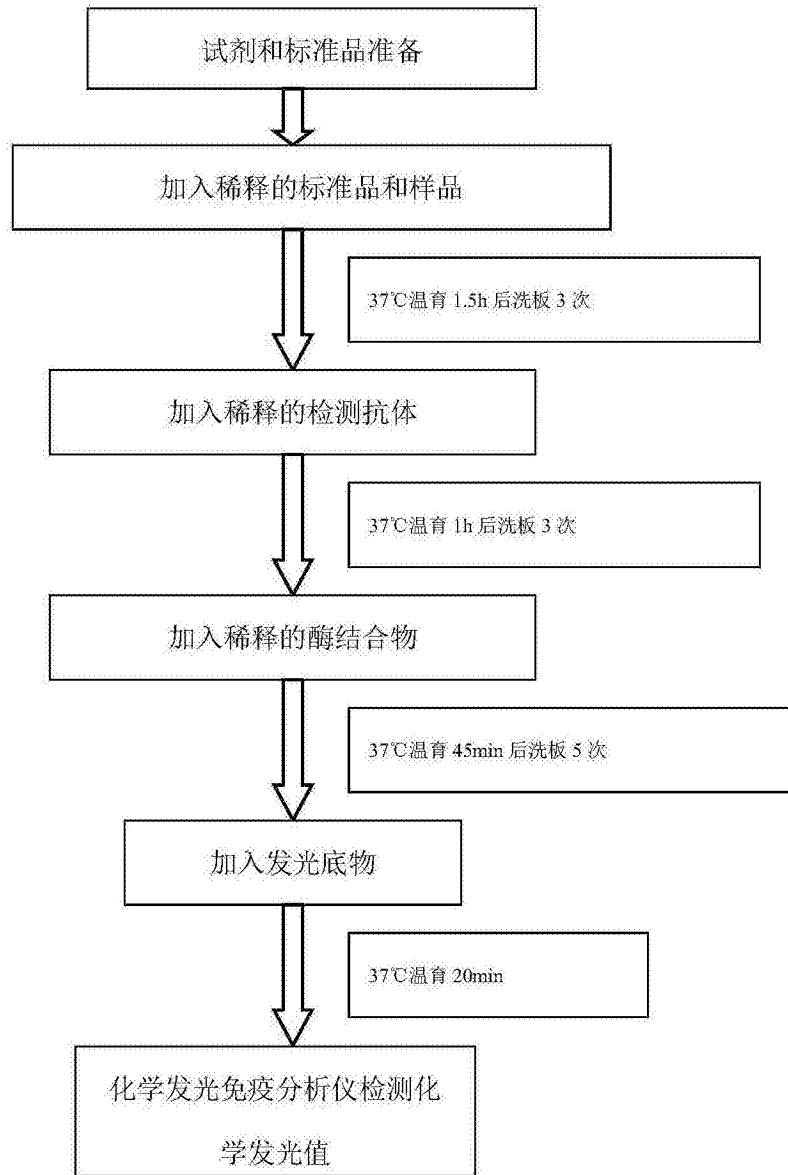 试剂和标准品准备
加入稀释的标准品和样品
37℃温育 1.5h 后洗板 3 次
加入稀释的检测抗体
37℃温育 1h 后洗板 3 次
加入稀释的酶结合物
37℃温育 45min 后洗板 5 次
加入发光底物
37℃温育 20min
化学发光免疫分析仪检测化
学发光值